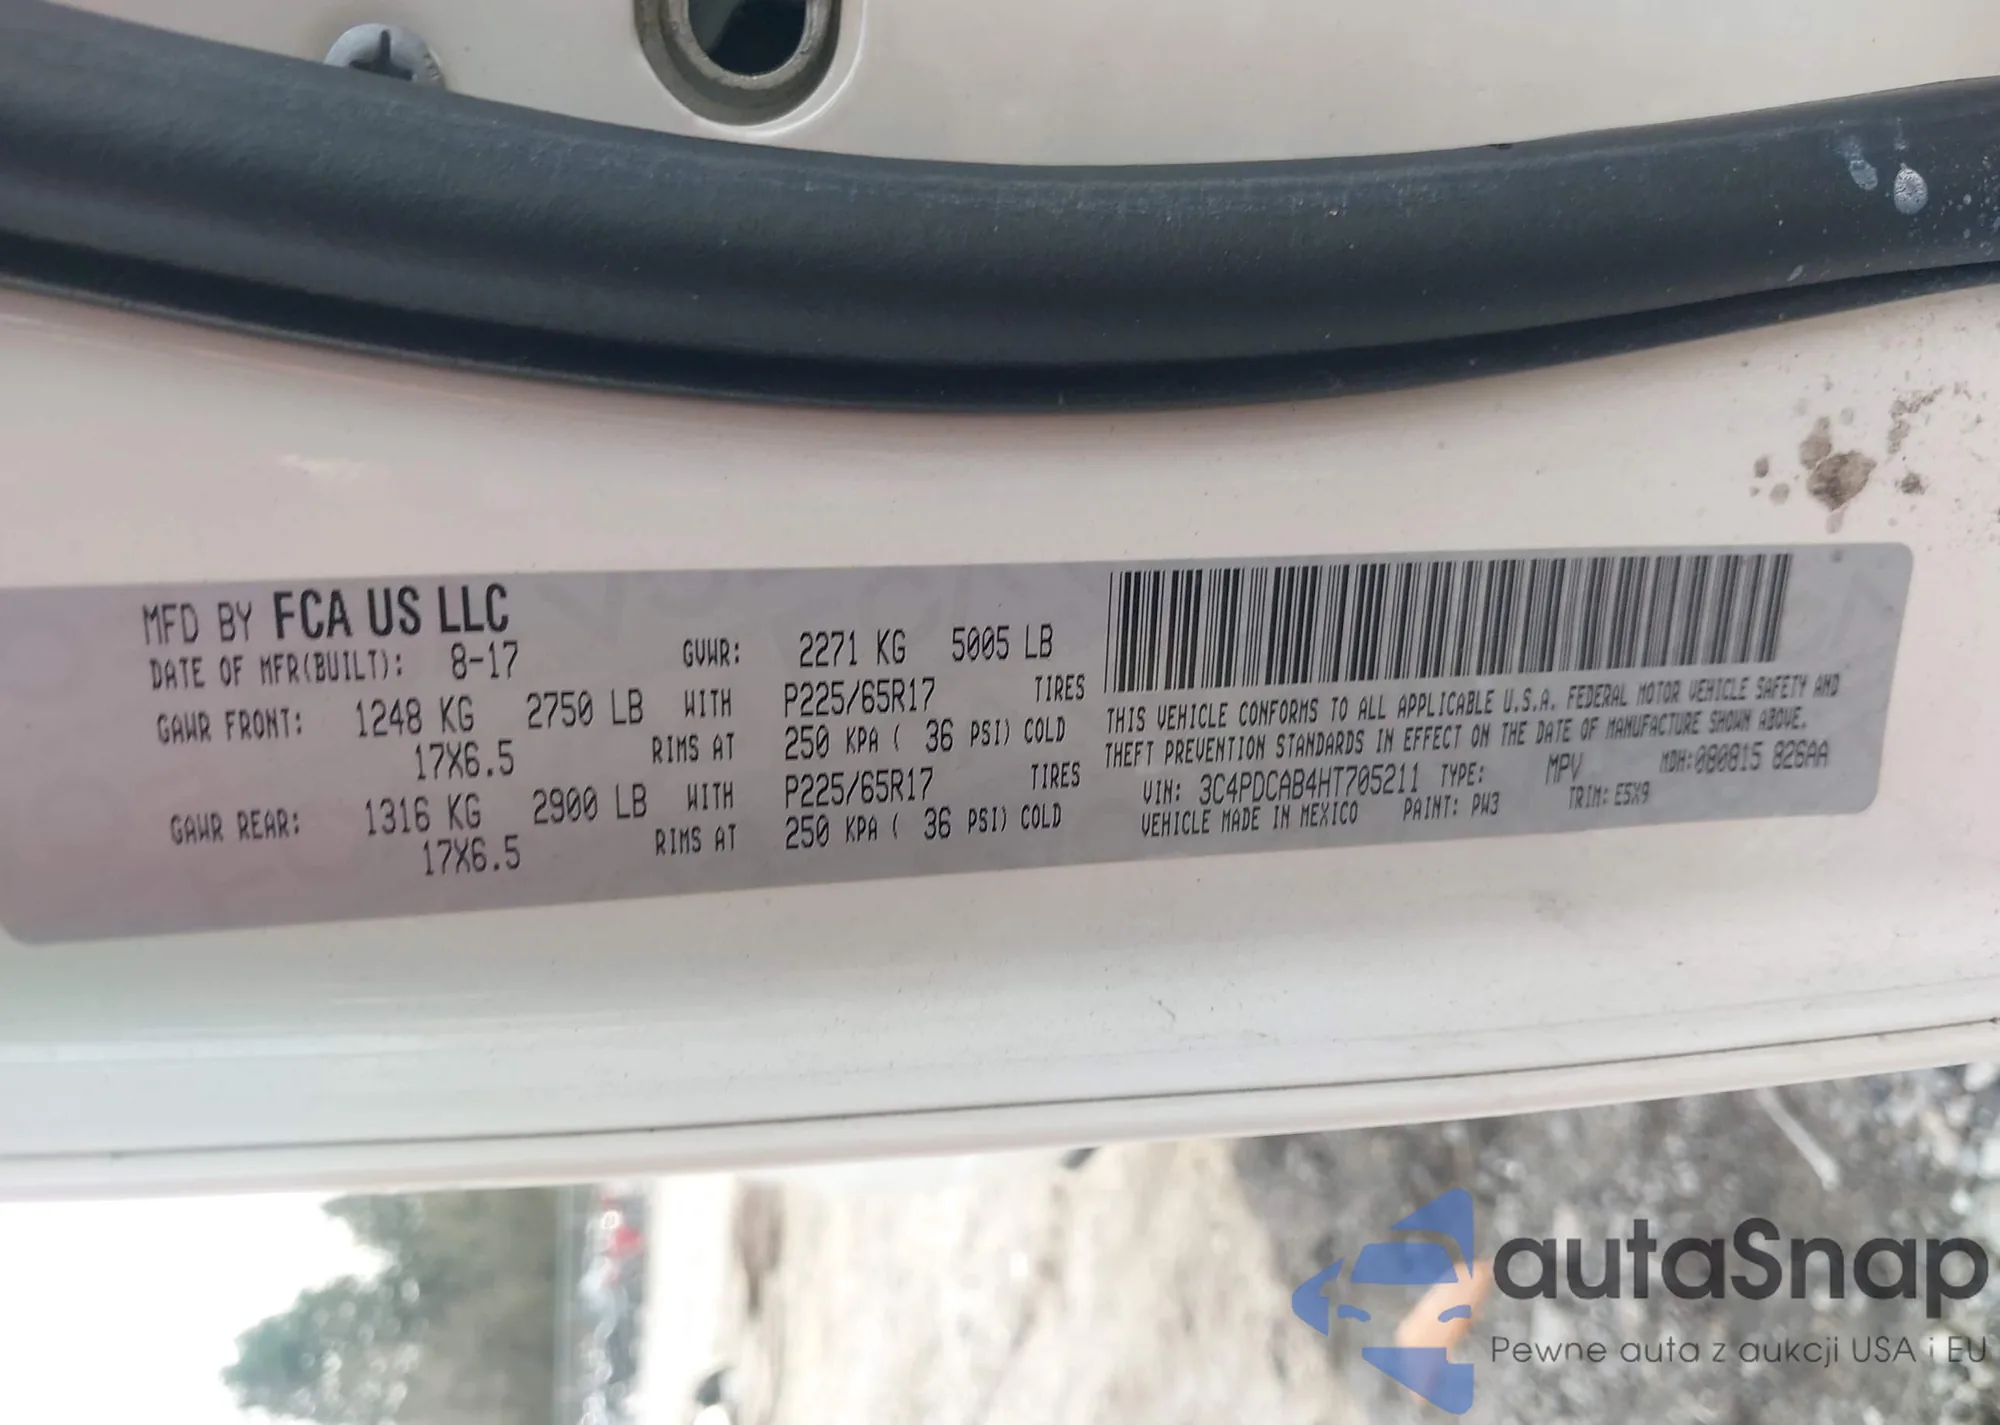 MFD BY FCA US LLC
DATE OF MFR(BUILT): 8-17 GVWR: 2271 KG 5005 LB
GAWR FRONT: 1248 KG 2750 LB WITH P225/65R17 TIRES
17X6.5 RIMS AT 250 KPA ( 36 PSI) COLD
GAWR REAR: 1316 KG 2900 LB WITH P225/65R17 TIRES
17X6.5 RIMS AT 250 KPA ( 36 PSI) COLD
THIS VEHICLE CONFORMS TO ALL APPLICABLE U.S.A. FEDERAL MOTOR VEHICLE SAFETY AND
THEFT PREVENTION STANDARDS IN EFFECT ON THE DATE OF MANUFACTURE SHOWN ABOVE.
VIN: 3C4PDCAB4HT705211 TYPE: MPV MDH:080815 826AA
VEHICLE MADE IN MEXICO PAINT: PW3 TRIM: E5X9
autaSnap
Pewne auta z aukcji USA i EU